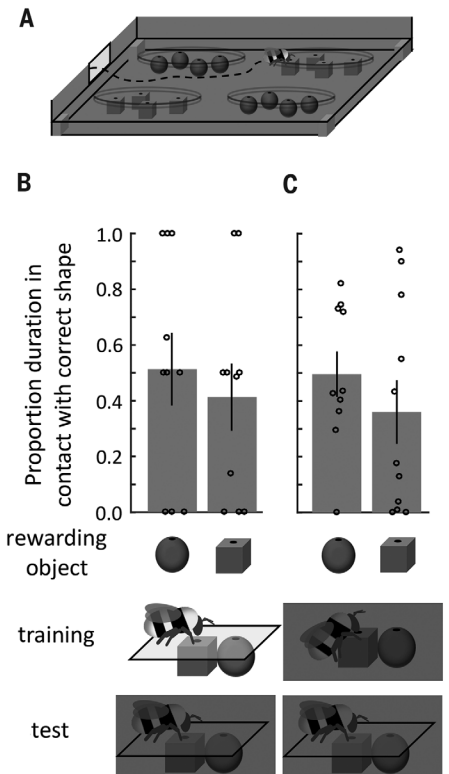 A
B
C
Proportion duration in
contact with correct shape
1.0
0.8
0.6
0.4
0.2
0.0
rewarding
object
training
test